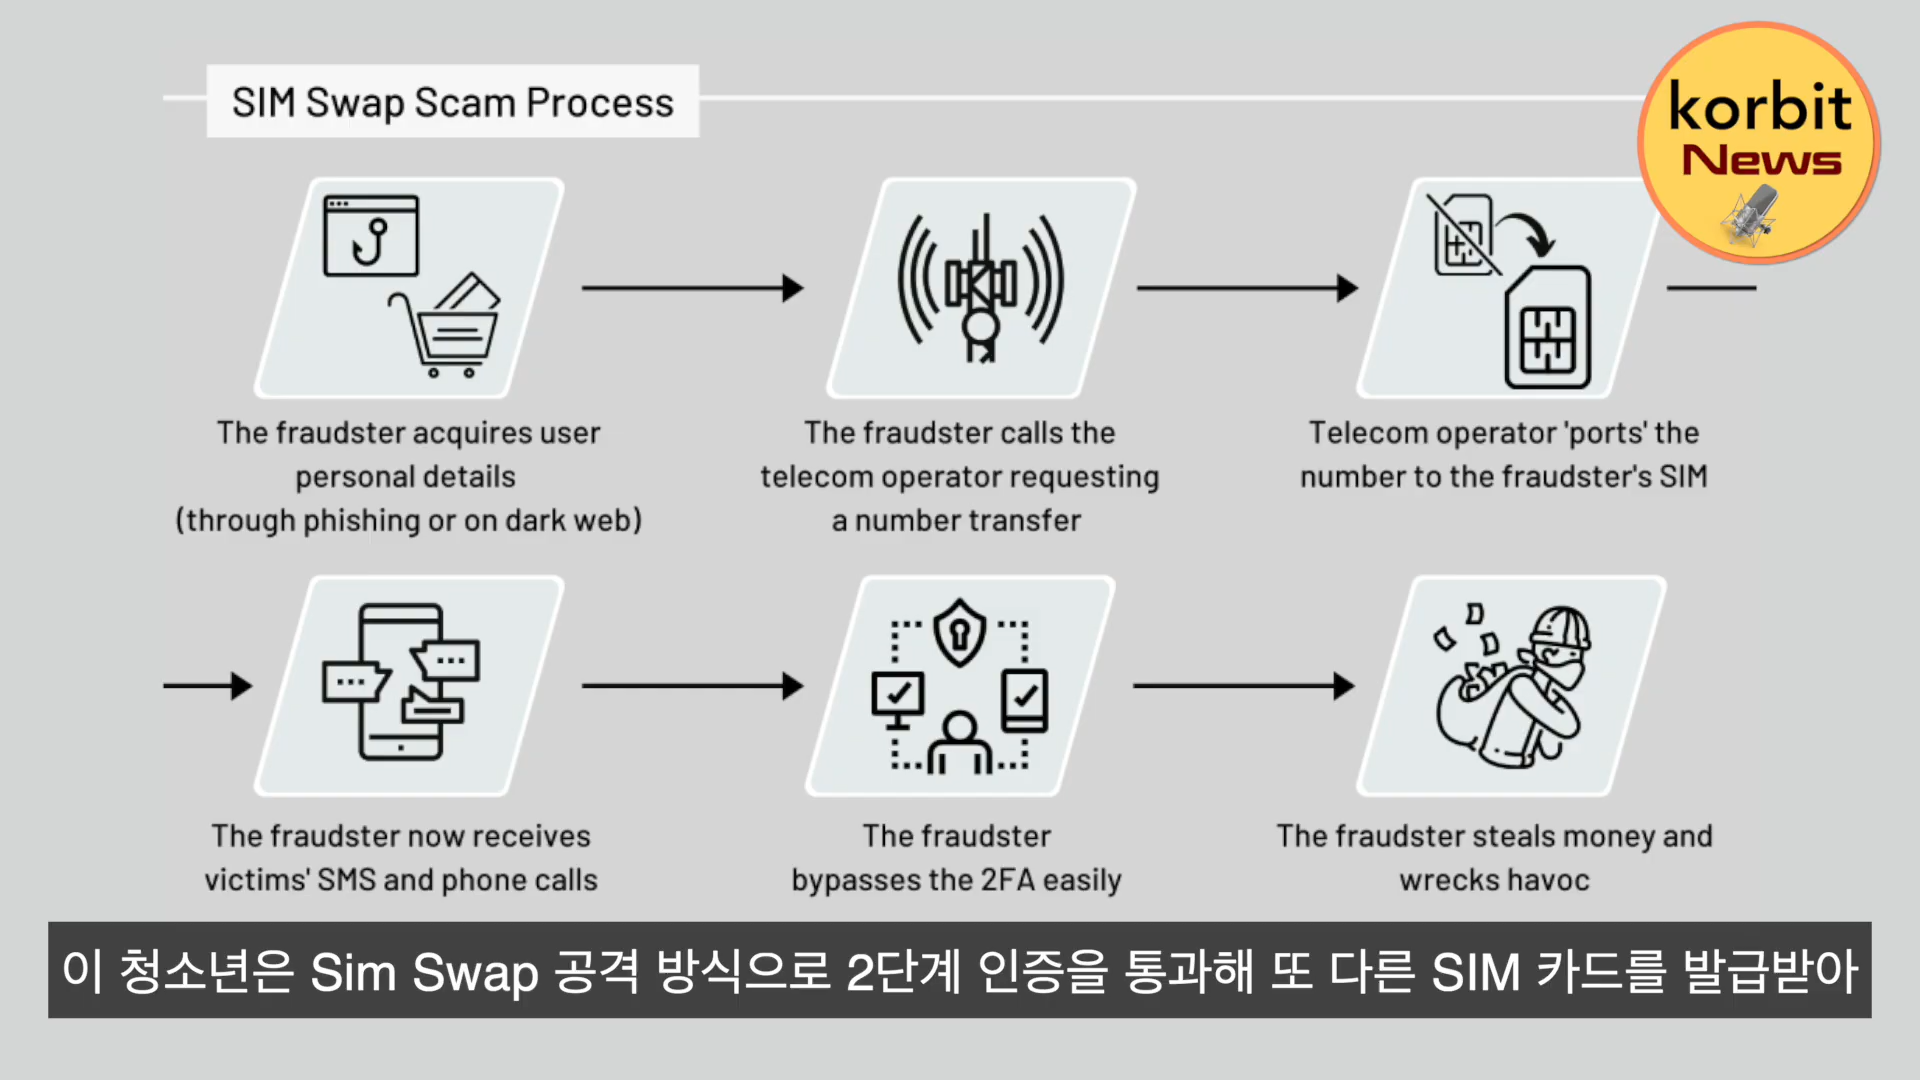 SIM Swap Scam Process
korbit
News
The fraudster acquires user
personal details
(through phishing or on dark web)
The fraudster calls the
telecom operator requesting
a number transfer
Telecom operator 'ports' the
number to the fraudster's SIM
The fraudster now receives
victims' SMS and phone calls
The fraudster
bypasses the 2FA easily
The fraudster steals money and
wrecks havoc
이 청소년은 Sim Swap 공격 방식으로 2단계 인증을 통과해 또 다른 SIM 카드를 발급받아